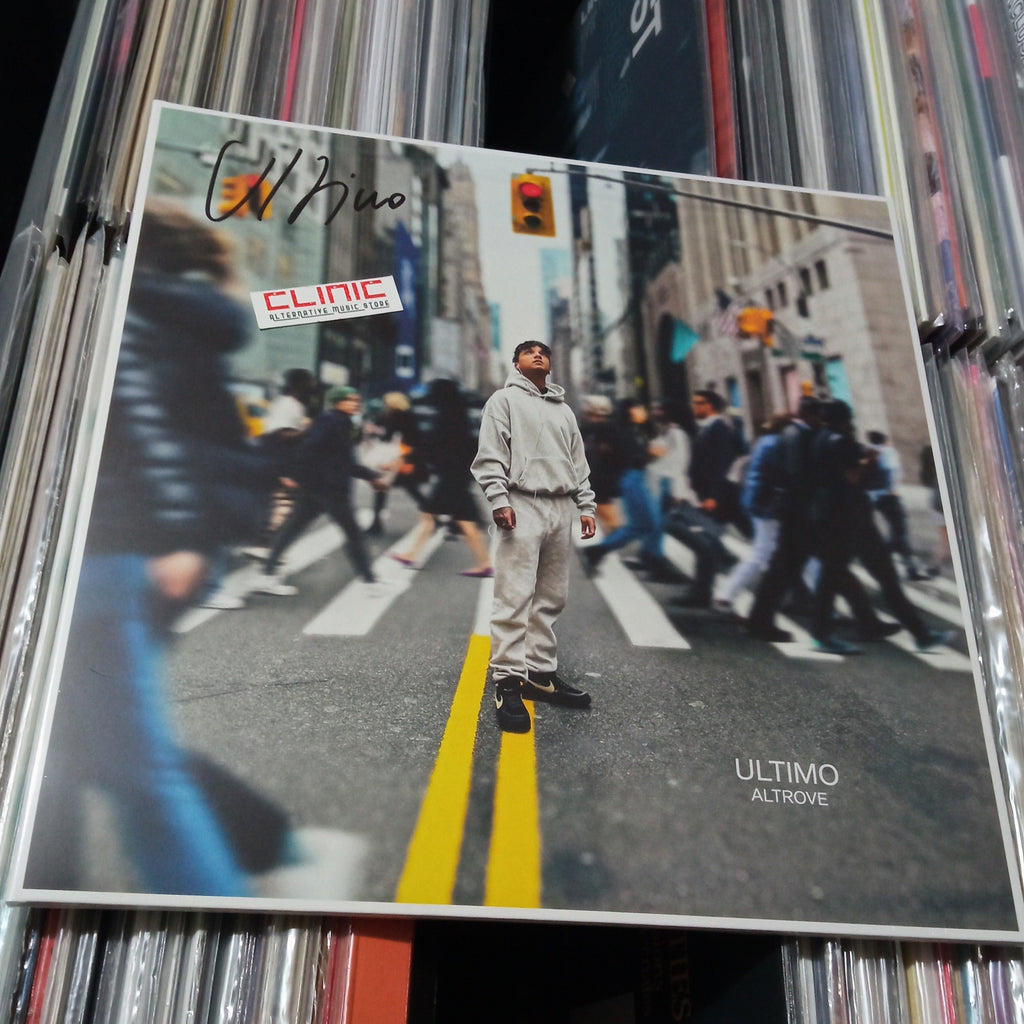 Ultimo
CLINIC
ALTERNATIVE MUSIC STORE
ULTIMO
ALTROVE